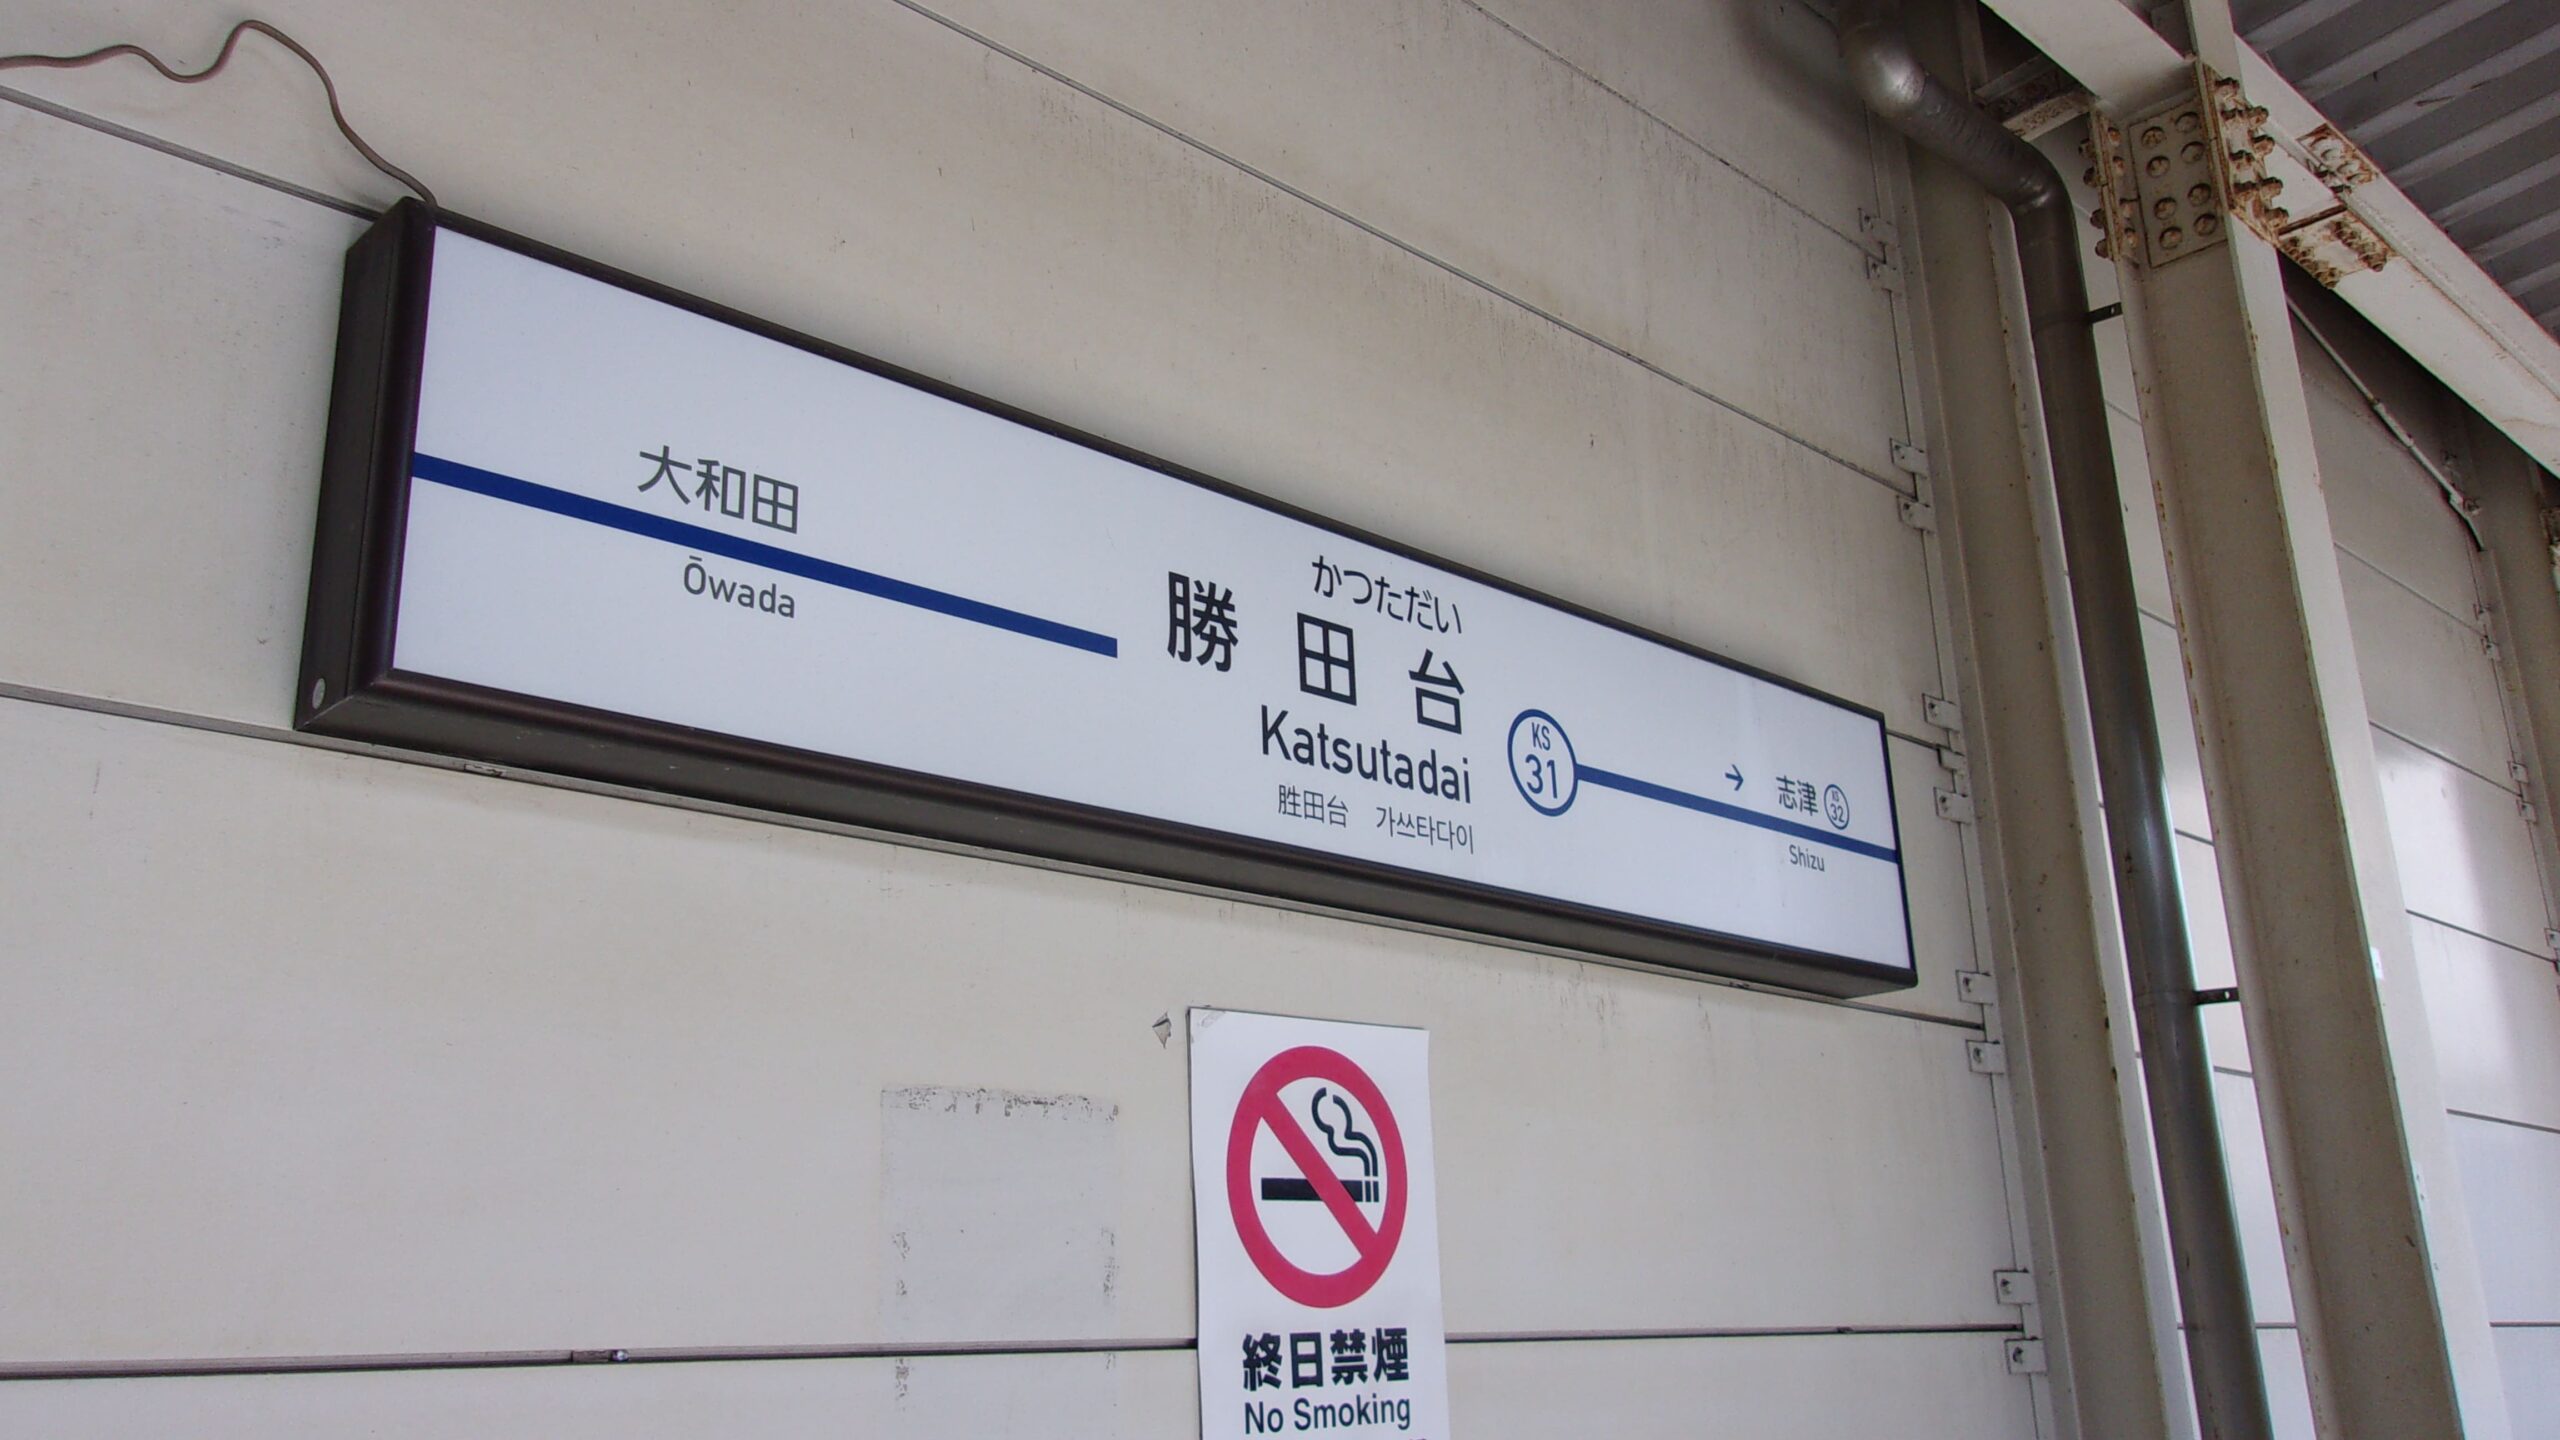 大和田
Ōwada
かつただい
勝田台
Katsutadai
胜田台 가쓰타다이
KS
31
→ 志津 KS 32
Shizu
終日禁煙
No Smoking